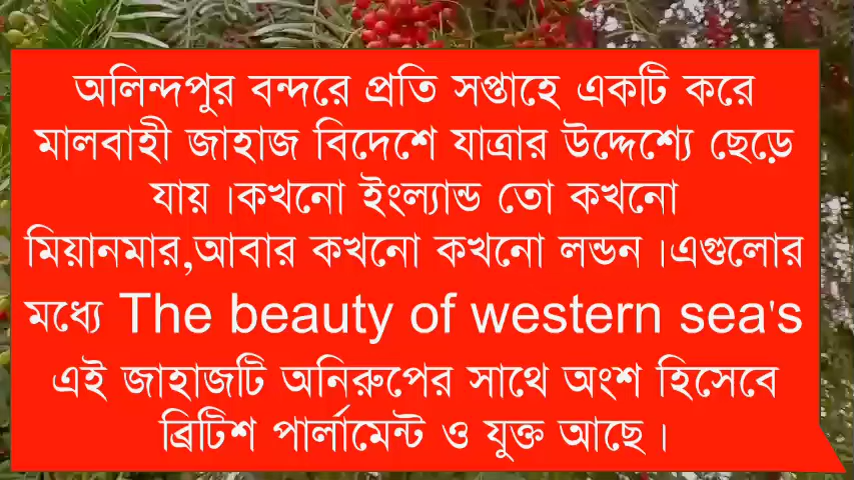 অলিন্দপুর বন্দরে প্রতি সপ্তাহে একটি করে
মালবাহী জাহাজ বিদেশে যাত্রার উদ্দেশ্যে ছেড়ে
যায়।কখনো ইংল্যান্ড তো কখনো
মিয়ানমার,আবার কখনো কখনো লন্ডন।এগুলোর
মধ্যে The beauty of western sea's
এই জাহাজটি অনিরুপের সাথে অংশ হিসেবে
ব্রিটিশ পার্লামেন্ট ও যুক্ত আছে।